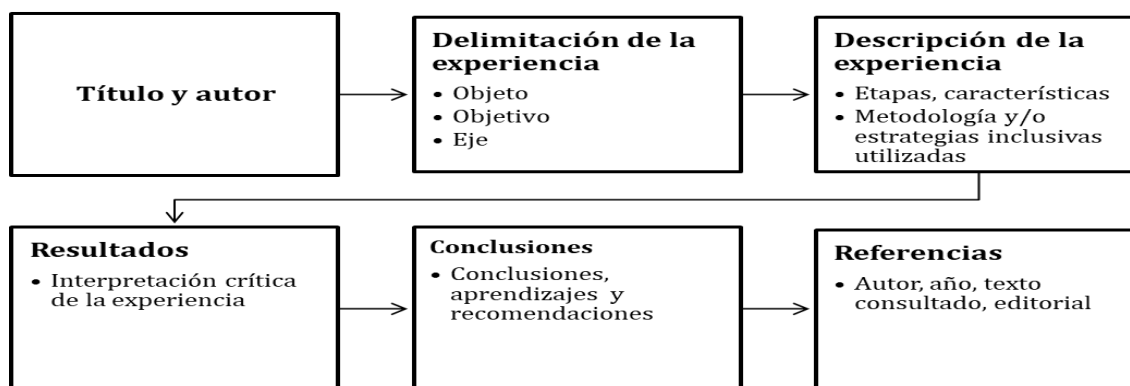 Título y autor
Delimitación de la
experiencia
• Objeto
• Objetivo
• Eje
Descripción de la
experiencia
• Etapas, características
• Metodología y/o
estrategias inclusivas
utilizadas
Resultados
• Interpretación crítica
de la experiencia
Conclusiones
• Conclusiones,
aprendizajes y
recomendaciones
Referencias
• Autor, año, texto
consultado, editorial